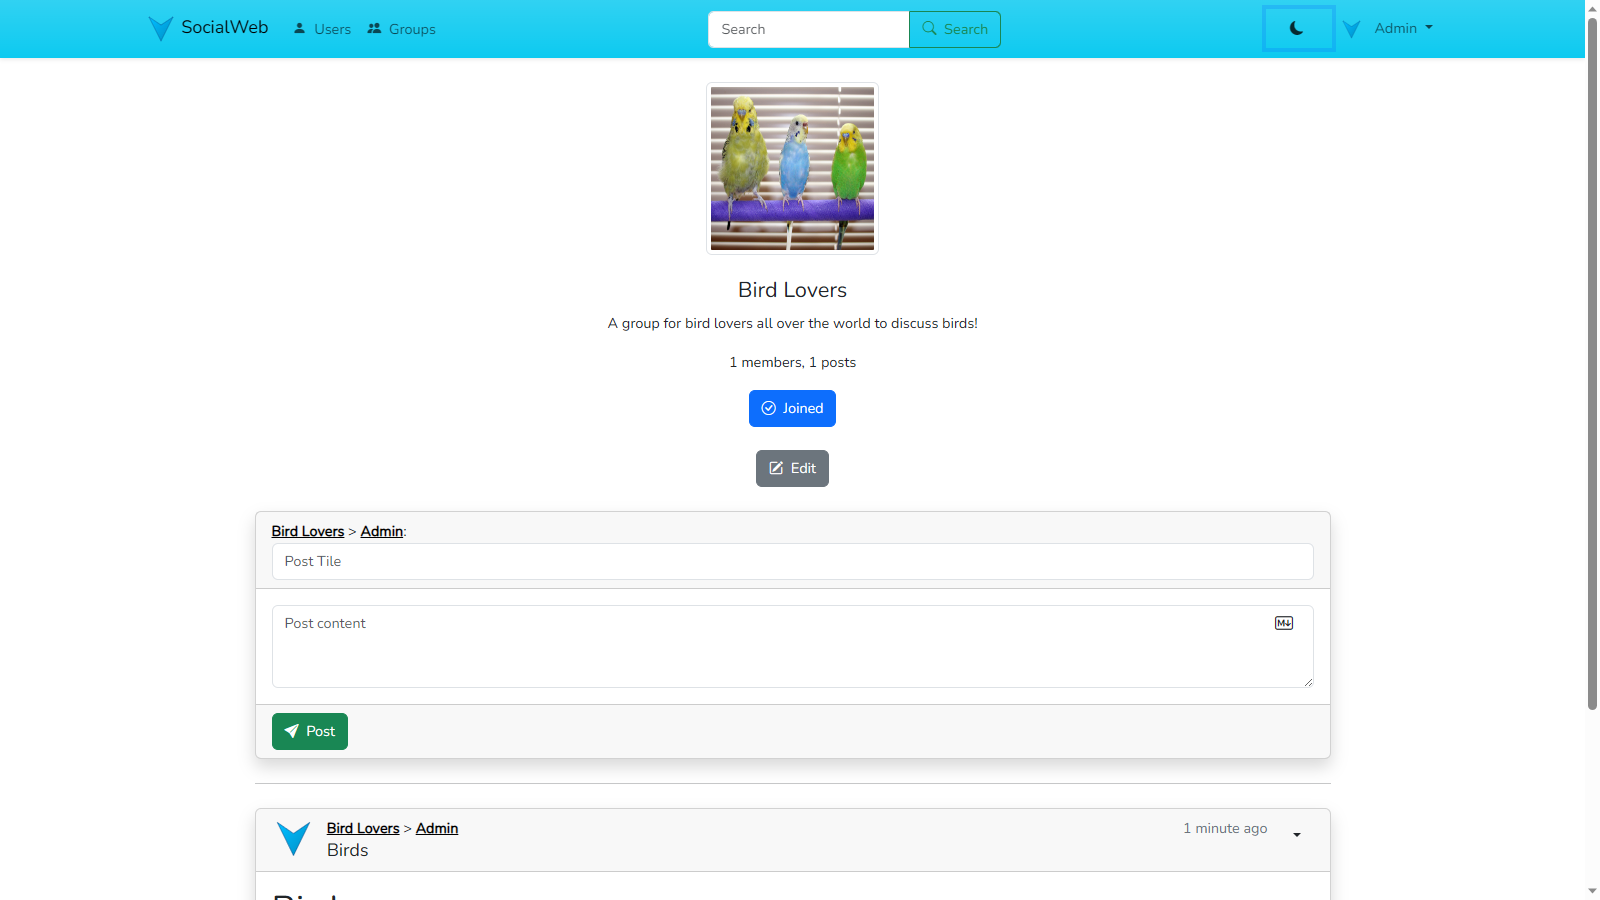 SocialWeb Users Groups Search Search Admin
Bird Lovers
A group for bird lovers all over the world to discuss birds!
1 members, 1 posts
Joined
Edit
Bird Lovers > Admin:
Post Tile
Post content
M
Post
Bird Lovers > Admin 1 minute ago
Birds